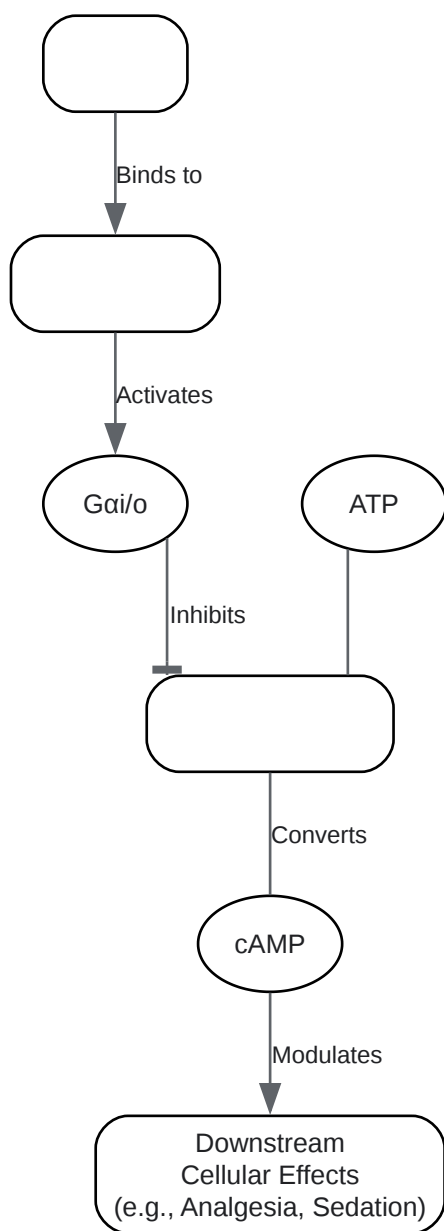 Binds to
Activates
Gαi/o
ATP
Inhibits
Converts
cAMP
Modulates
Downstream
Cellular Effects
(e.g., Analgesia, Sedation)